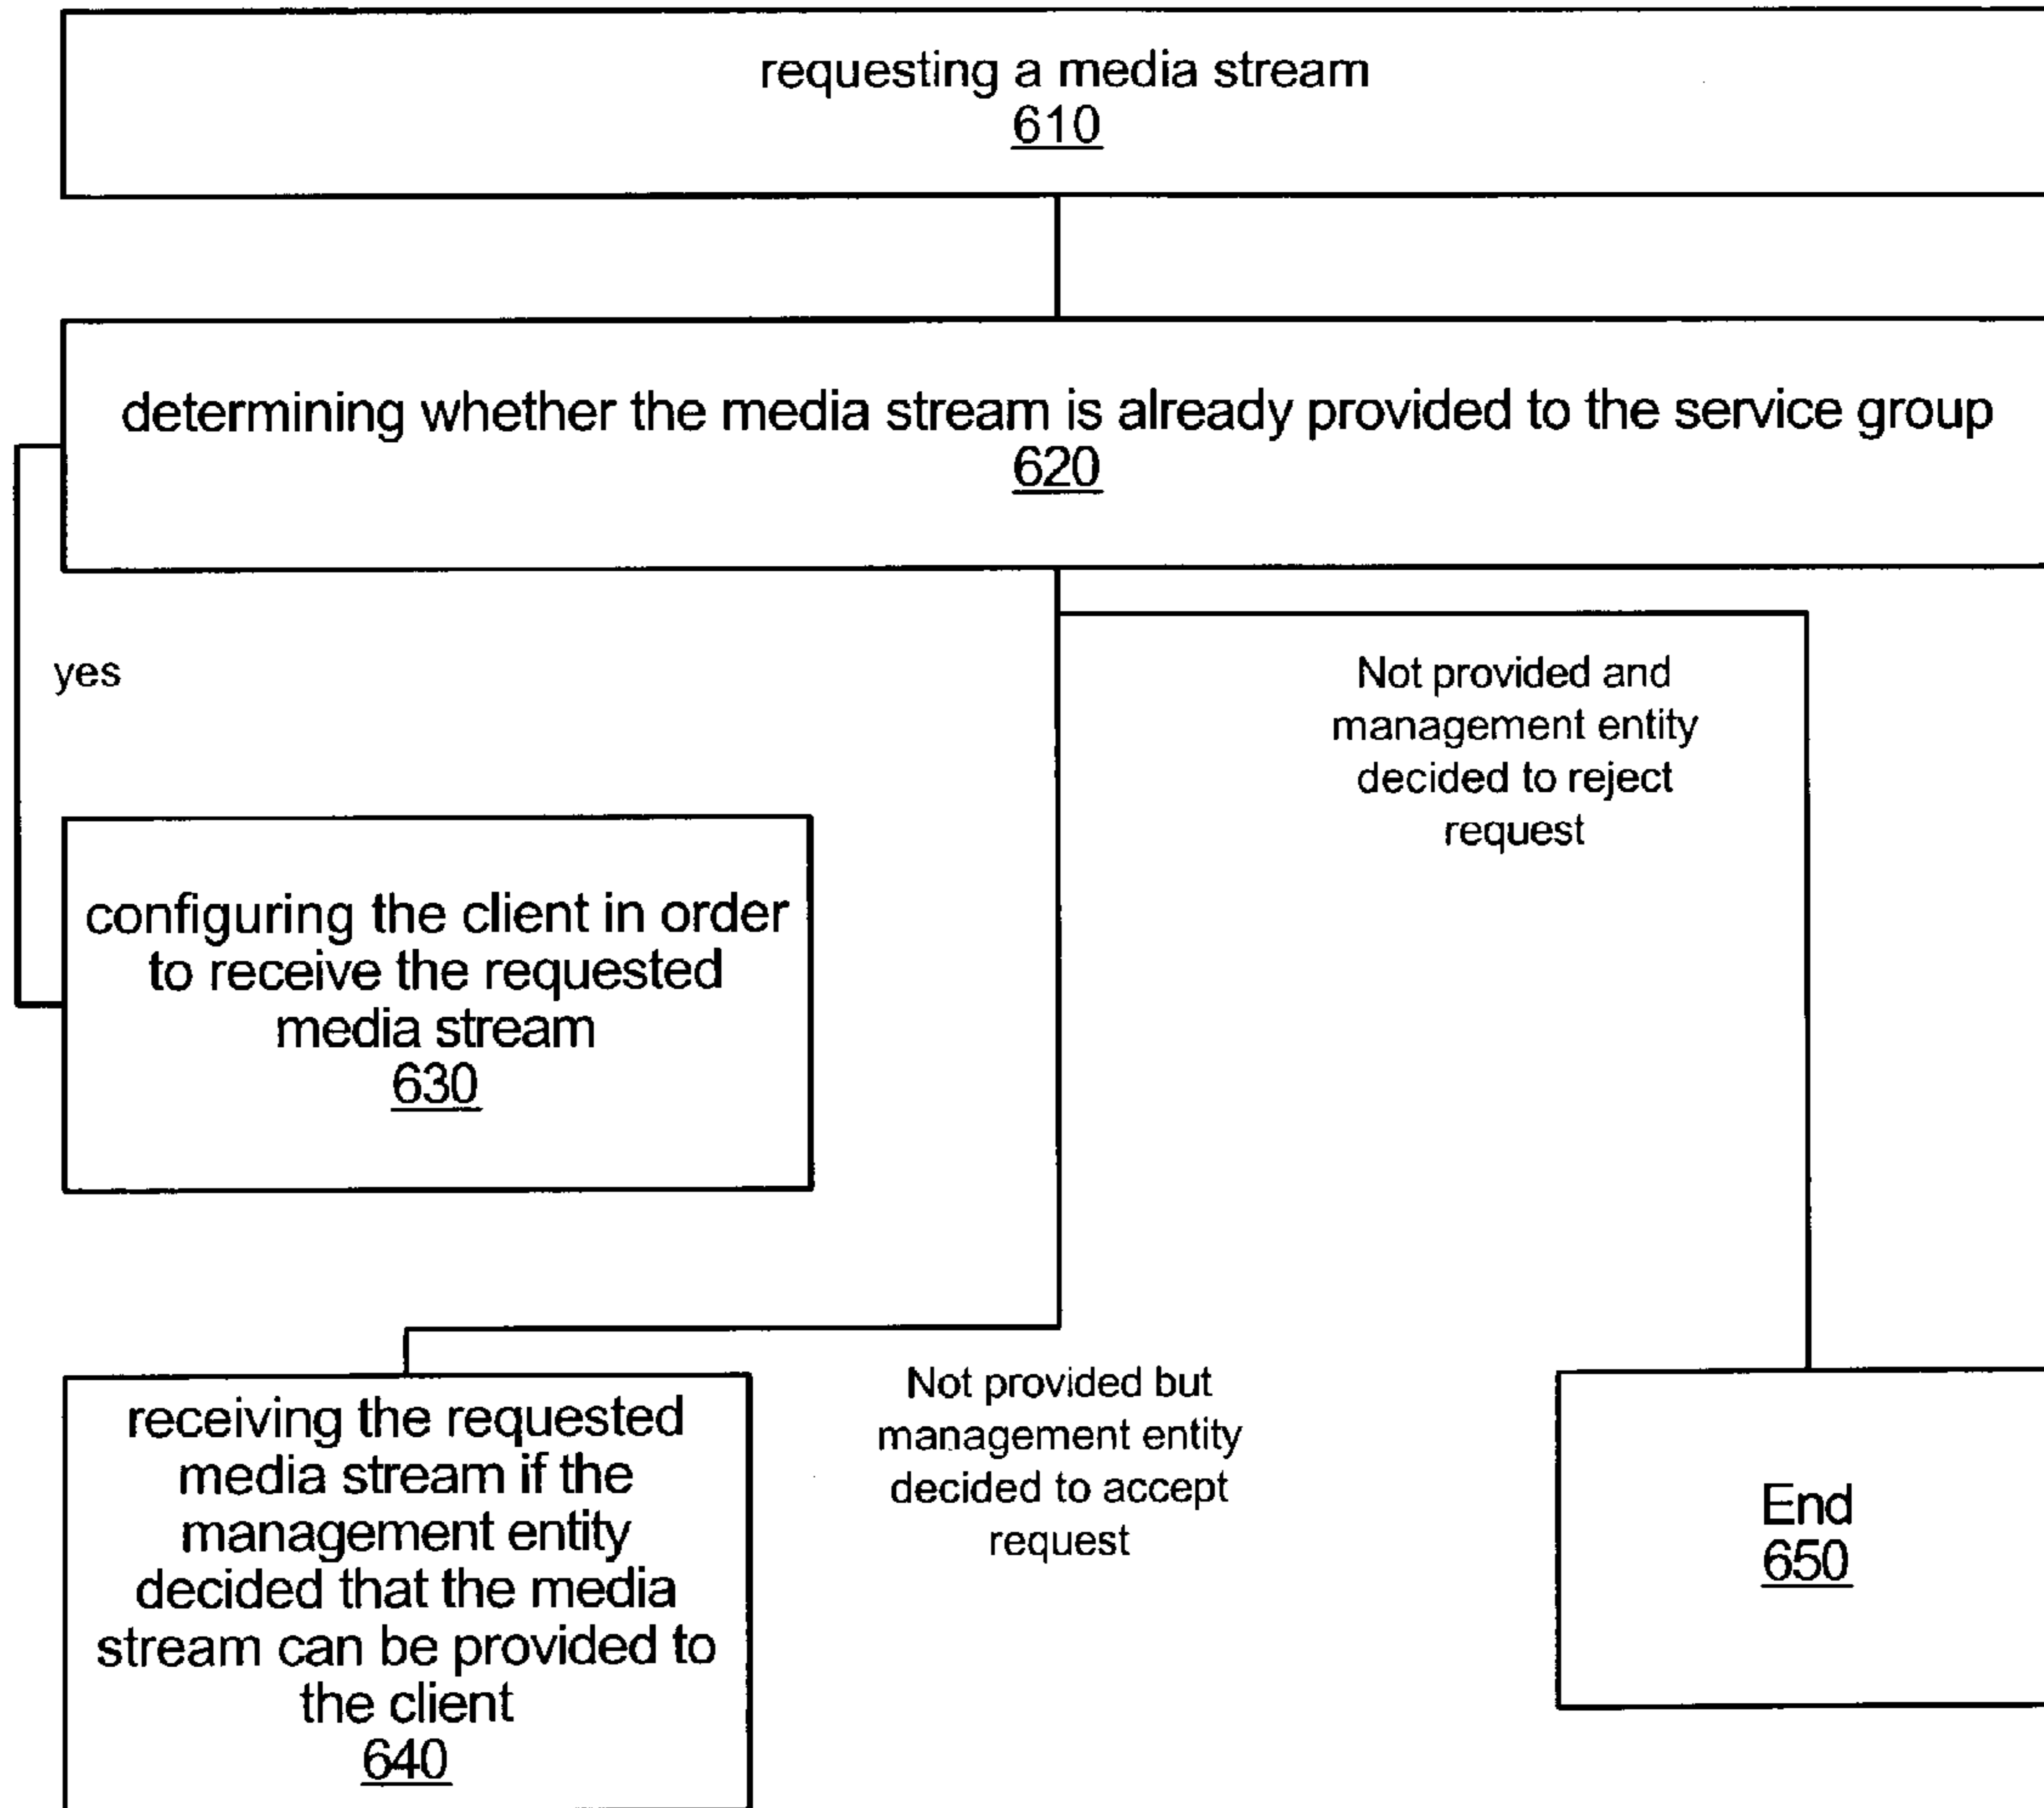 requesting a media stream
610
determining whether the media stream is already provided to the service group
620
yes
Not provided and
management entity
decided to reject
request
configuring the client in order
to receive the requested
media stream
630
receiving the requested
media stream if the
management entity
decided that the media
stream can be provided to
the client
640
Not provided but
management entity
decided to accept
request
End
650